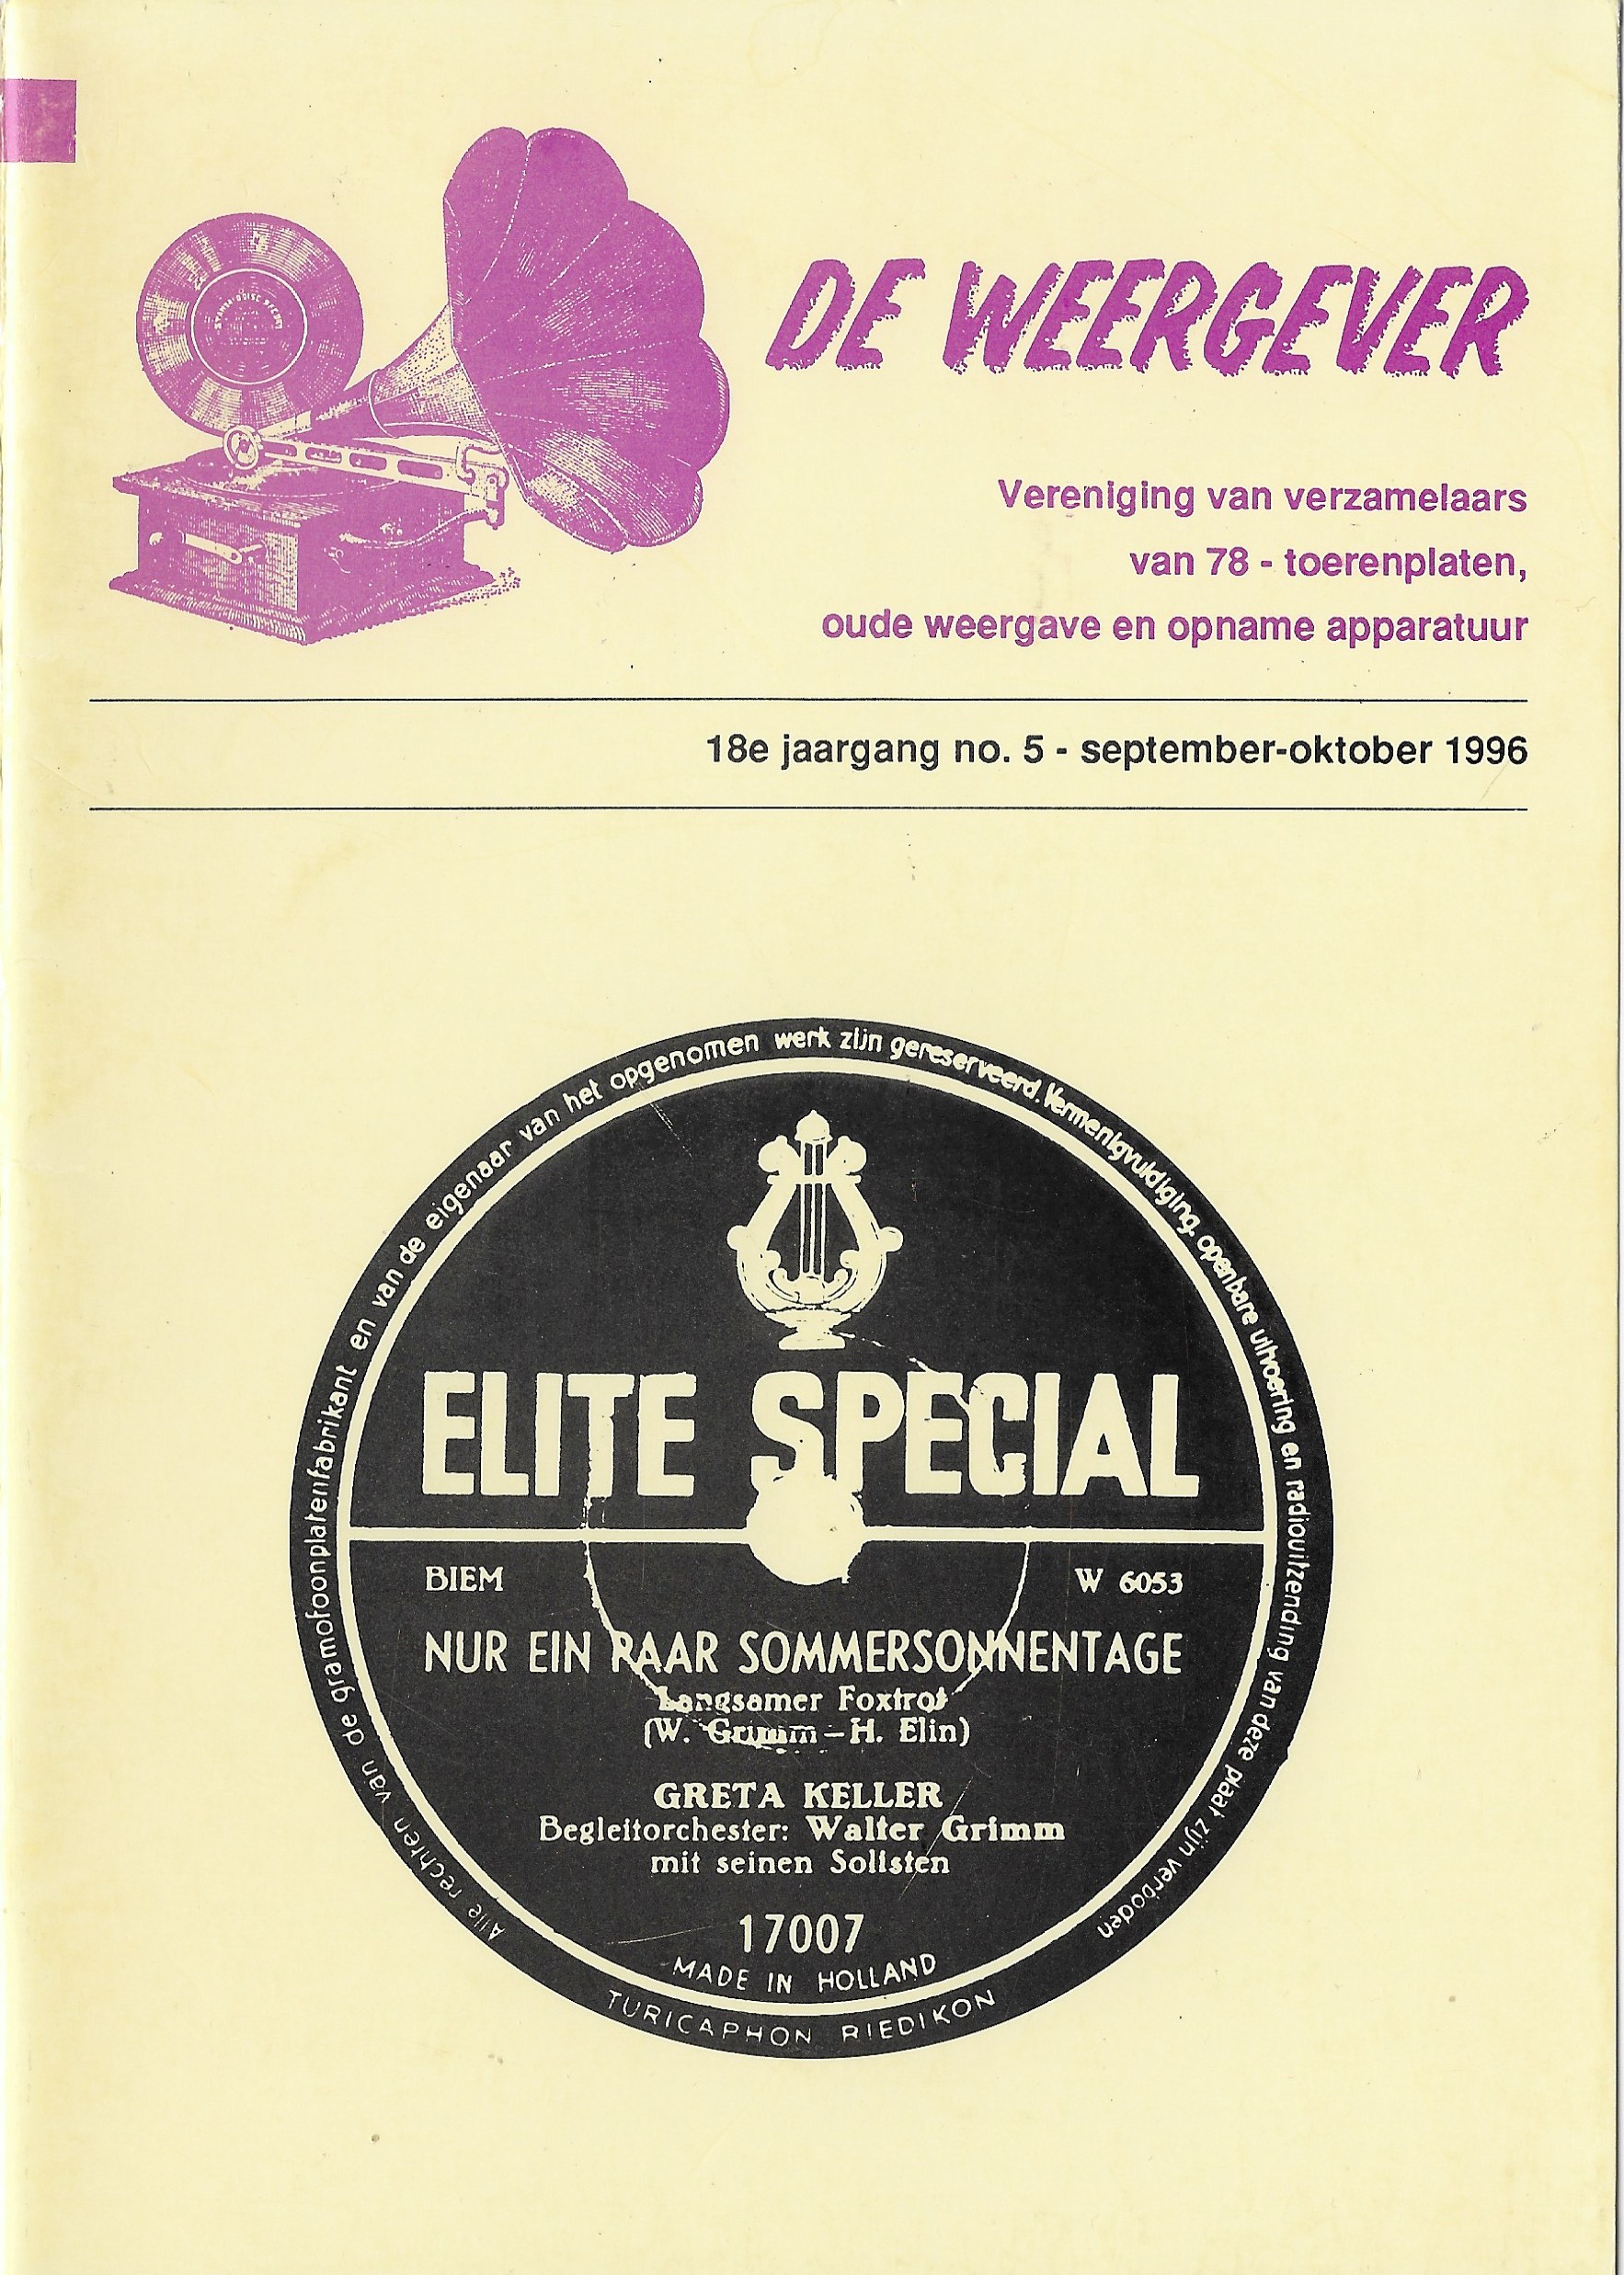 DE WEERGEVER
Vereniging van verzamelaars
van 78 - toerenplaten,
oude weergave en opname apparatuur
18e jaargang no. 5 - september-oktober 1996
Alle rechten van de gramofoonplatenfabrikant en van de eigenaar van het opgenomen werk zijn gereserveerd. Vermenigvuldiging, openbare uitvoering en radiouitzending van deze plaat zijn verboden
ELITE SPECIAL
BIEM
W 6053
NUR EIN PAAR SOMMERSONNENTAGE
Langsamer Foxtrot
(W. Grimm – H. Elin)
GRETA KELLER
Begleitorchester: Walter Grimm
mit seinen Solisten
17007
MADE IN HOLLAND
TURICAPHON RIEDIKON